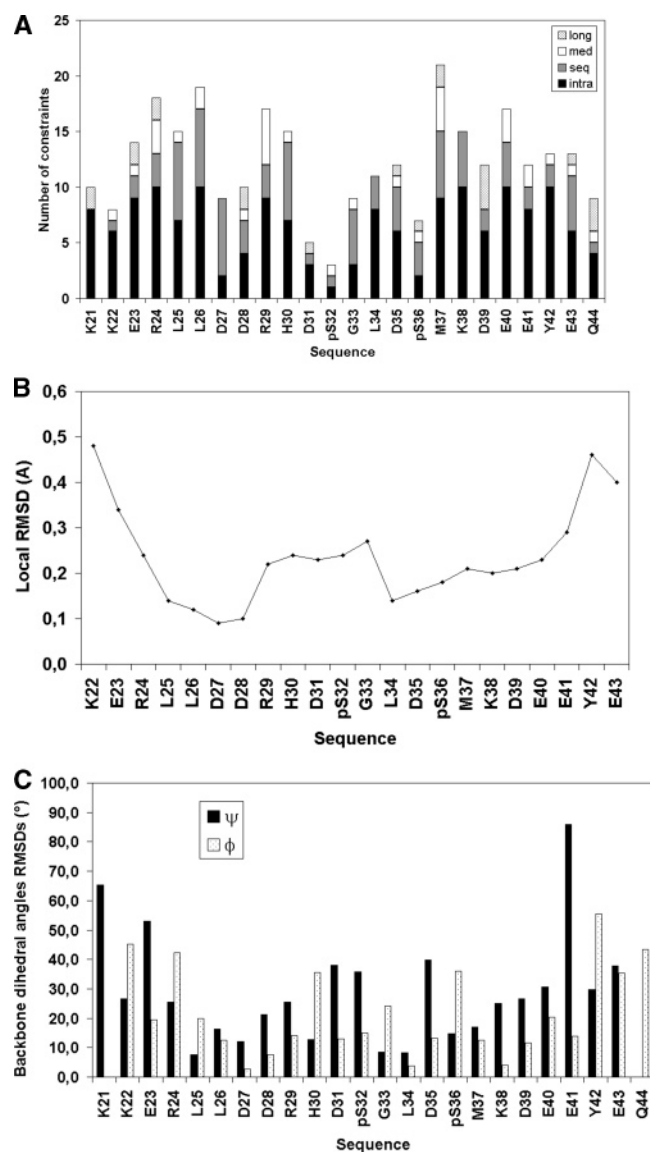 A
25
20
15
10
5
0
Number of constraints
long
med
seq
intra
K21 K22 E23 R24 L25 L26 D27 D28 R29 H30 D31 pS32 G33 L34 D35 pS36 M37 K38 D39 E40 E41 Y42 E43 Q44
Sequence
B
0,6
0,5
0,4
0,3
0,2
0,1
0,0
Local RMSD (A)
K22 E23 R24 L25 L26 D27 D28 R29 H30 D31 pS32 G33 L34 D35 pS36 M37 K38 D39 E40 E41 Y42 E43
Sequence
C
100,0
90,0
80,0
70,0
60,0
50,0
40,0
30,0
20,0
10,0
0,0
Backbone dihedral angles RMSDs (°)
ψ
ϕ
K21 K22 E23 R24 L25 L26 D27 D28 R29 H30 D31 pS32 G33 L34 D35 pS36 M37 K38 D39 E40 E41 Y42 E43 Q44
Sequence